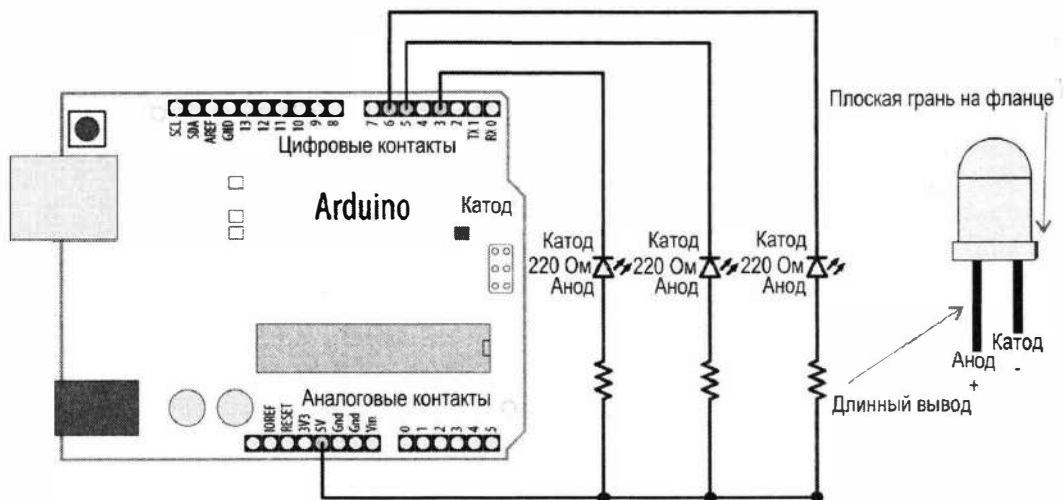 SCL
SDA
AREF
GND
13
12
11
10
9
8
7
6
5
4
3
2
TX 1
RX 0
Цифровые контакты
Arduino
Катод
Катод
220 Ом
Анод
Катод
220 Ом
Анод
Катод
220 Ом
Анод
Плоская грань на фланце
Анод
+
Катод
-
Длинный вывод
Аналоговые контакты
IOREF
RESET
3V3
5V
Gnd
Gnd
Vin
0
1
2
3
4
5